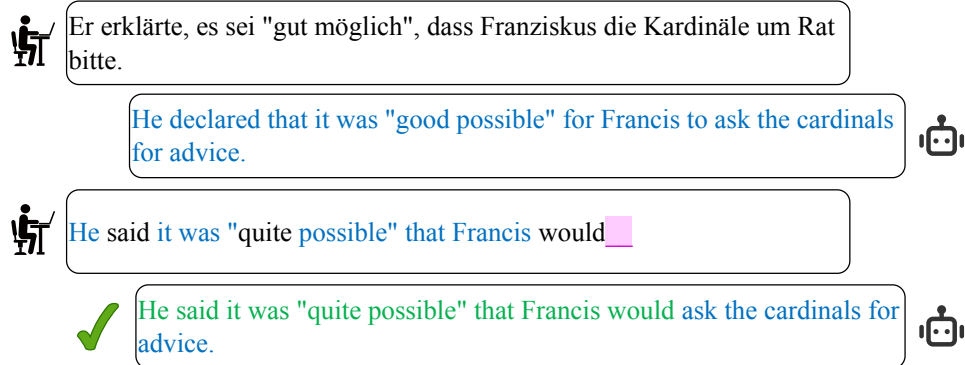 Er erklärte, es sei "gut möglich", dass Franziskus die Kardinäle um Rat
bitte.
He declared that it was "good possible" for Francis to ask the cardinals
for advice.
He said it was "quite possible" that Francis would
He said it was "quite possible" that Francis would ask the cardinals for
advice.